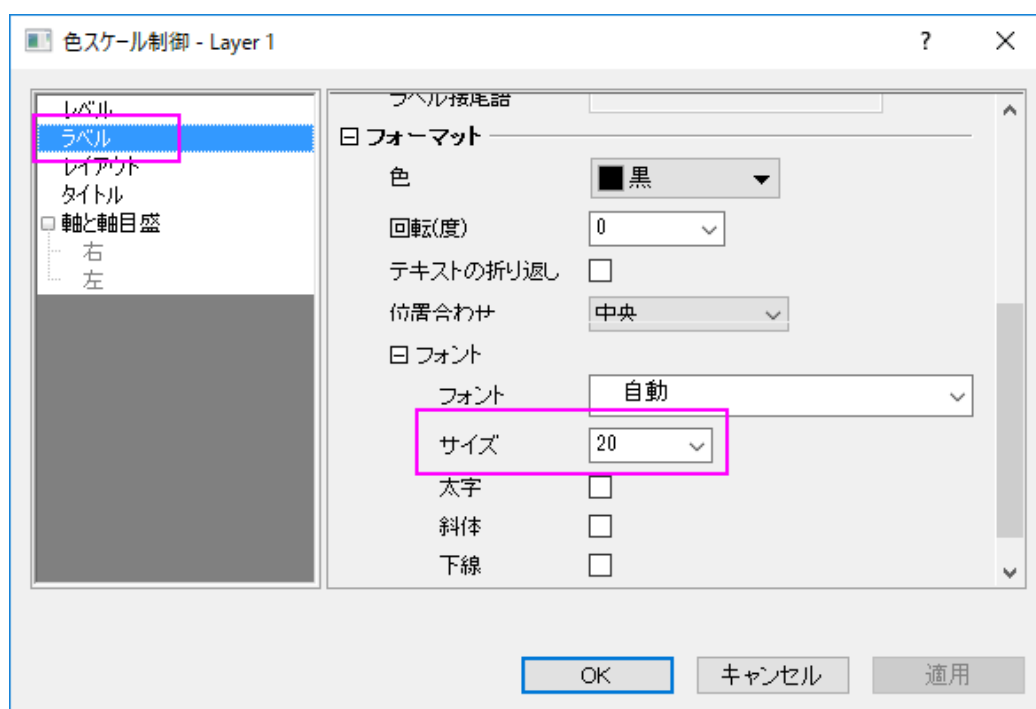 色スケール制御 - Layer 1
?
レベル
ラベル
レイアウト
タイトル
軸と軸目盛
右
左
ラベル接尾語
フォーマット
色 黒
回転(度) 0
テキストの折り返し
位置合わせ 中央
フォント
フォント 自動
サイズ 20
太字
斜体
下線
OK キャンセル 適用